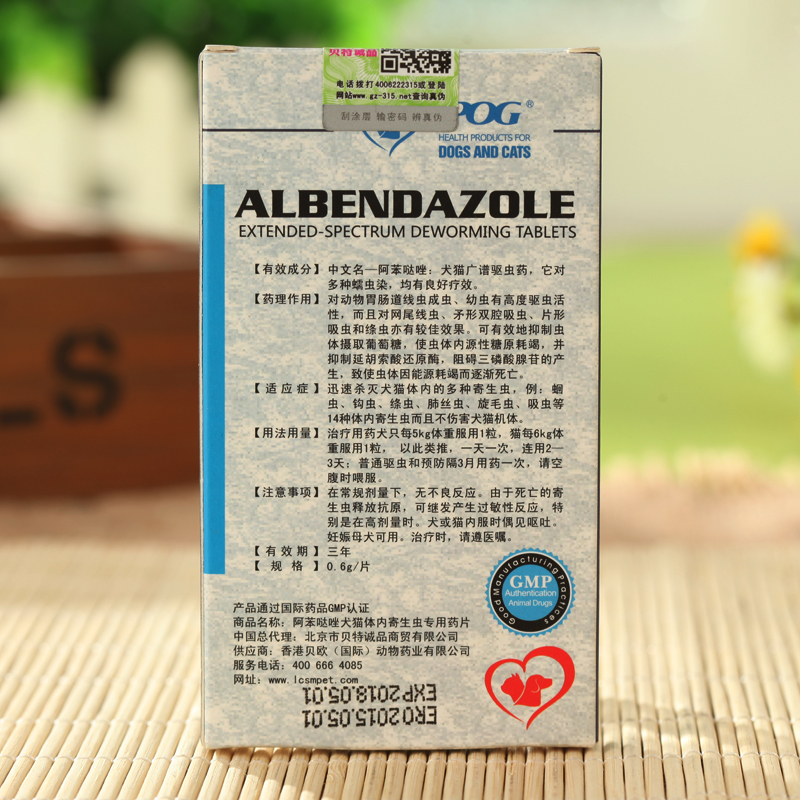 贝特诚品
电话拨打4006222315或登陆
网站www.gz-315.net查询真伪
刮涂层 输密码 辨真伪
POG®
HEALTH PRODUCTS FOR
DOGS AND CATS
ALBENDAZOLE
EXTENDED-SPECTRUM DEWORMING TABLETS
【有效成分】中文名—阿苯哒唑：犬猫广谱驱虫药，它对
多种蠕虫染，均有良好疗效。
【药理作用】对动物胃肠道线虫成虫、幼虫有高度驱虫活
性，而且对网尾线虫、矛形双腔吸虫、片形
吸虫和绦虫亦有较佳效果。可有效地抑制虫
体摄取葡萄糖，使虫体内源性糖原耗竭，并
抑制延胡索酸还原酶，阻碍三磷酸腺苷的产
生，致使虫体因能源耗竭而逐渐死亡。
【适应症】迅速杀灭犬猫体内的多种寄生虫，例：蛔
虫、钩虫、绦虫、肺丝虫、旋毛虫、吸虫等
14种体内寄生虫而且不伤害犬猫机体。
【用法用量】治疗用药犬只每5kg体重服用1粒，猫每6kg体
重服用1粒， 以此类推，一天一次，连用2—
3天；普通驱虫和预防隔3月用药一次，请空
腹时喂服。
【注意事项】在常规剂量下，无不良反应。由于死亡的寄
生虫释放抗原，可继发产生过敏性反应，特
别是在高剂量时。犬或猫内服时偶见呕吐。
妊娠母犬可用。治疗时，请遵医嘱。
【有效期】三年
【规格】0.6g/片
Good Manufacturing Practices
GMP
Authentication
Animal Drugs
产品通过国际药品GMP认证
商品名称：阿苯哒唑犬猫体内寄生虫专用药片
中国总代理：北京市贝特诚品商贸有限公司
供应商：香港贝欧（国际）动物药业有限公司
服务电话：400 666 4085
网址：www.lcsmpet.com
EXP2018.05.01
ERO2015.05.01
LS